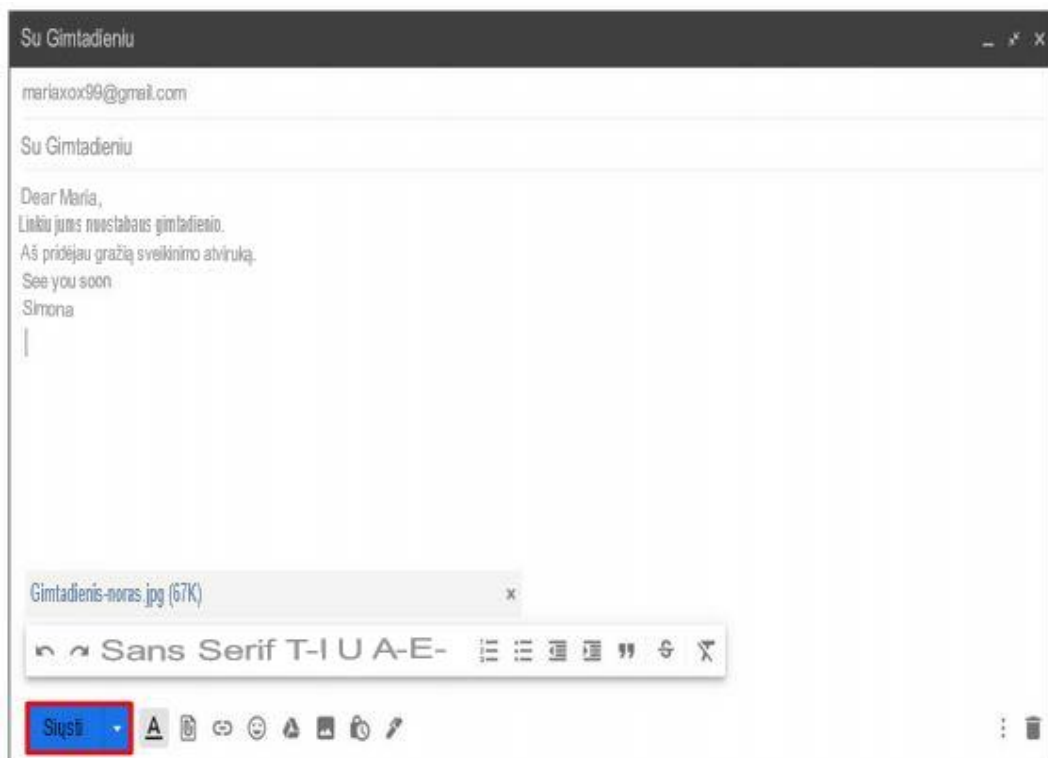 Su Gimtadieniu
mariaxox99@gmail.com
Su Gimtadieniu
Dear Maria,
Linkiu jums nuostabaus gimtadienio.
Aš pridėjau gražią sveikinimo atviruką.
See you soon
Simona
Gimtadienis-noras.jpg (67K)
Sans Serif T-I U A-E-
Siųsti A